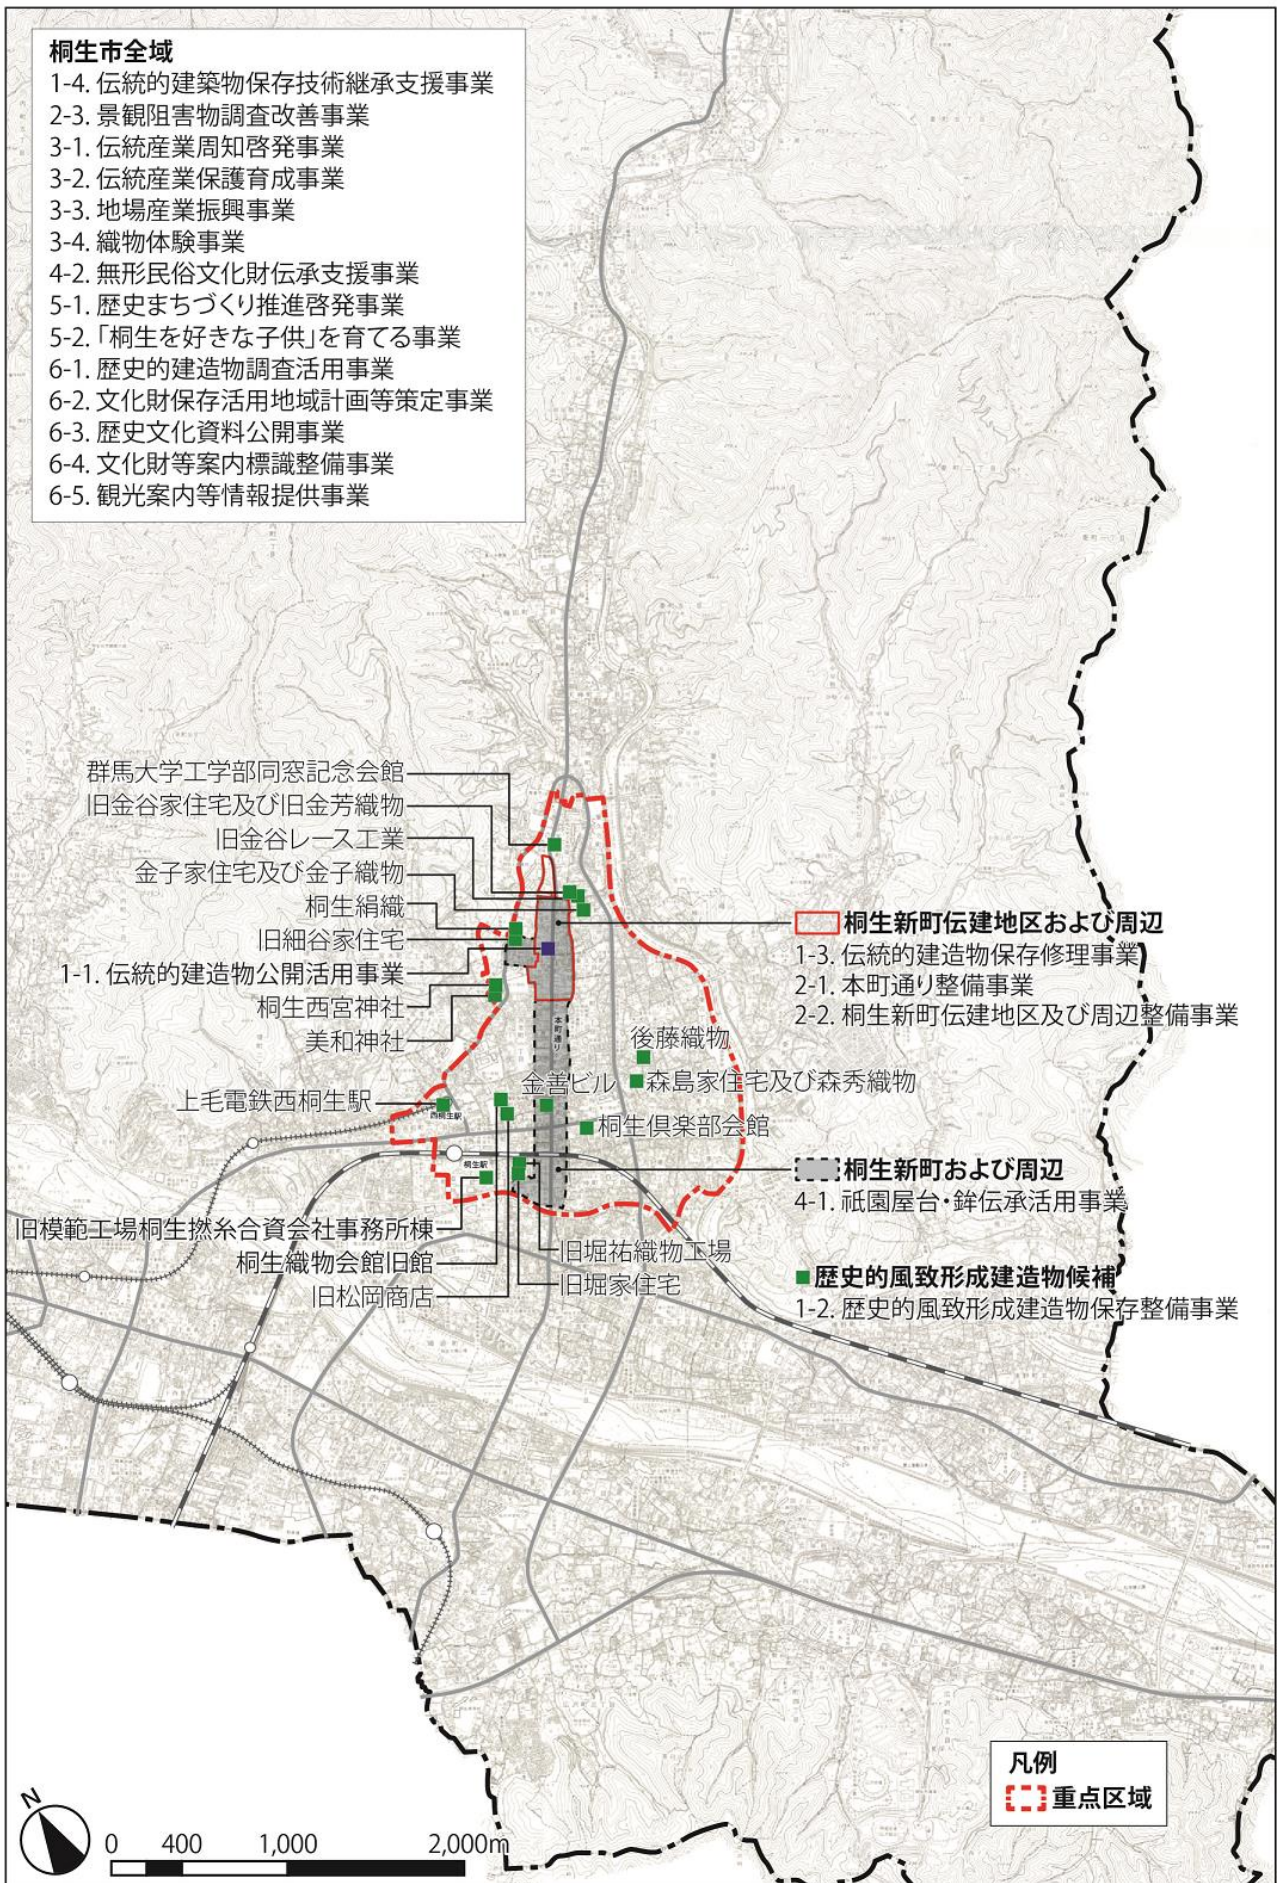 桐生市全域
1-4. 伝統的建築物保存技術継承支援事業
2-3. 景観阻害物調査改善事業
3-1. 伝統産業周知啓発事業
3-2. 伝統産業保護育成事業
3-3. 地場産業振興事業
3-4. 織物体験事業
4-2. 無形民俗文化財伝承支援事業
5-1. 歴史まちづくり推進啓発事業
5-2. 「桐生を好きな子供」を育てる事業
6-1. 歴史的建造物調査活用事業
6-2. 文化財保存活用地域計画等策定事業
6-3. 歴史文化資料公開事業
6-4. 文化財等案内標識整備事業
6-5. 観光案内等情報提供事業
群馬大学工学部同窓記念会館
旧金谷家住宅及び旧金芳織物
旧金谷レース工業
金子家住宅及び金子織物
桐生絹織
旧細谷家住宅
1-1. 伝統的建造物公開活用事業
桐生西宮神社
美和神社
上毛電鉄西桐生駅
西桐生駅
桐生駅
本町通り
後藤織物
金善ビル
森島家住宅及び森秀織物
桐生倶楽部会館
桐生新町伝建地区および周辺
1-3. 伝統的建造物保存修理事業
2-1. 本町通り整備事業
2-2. 桐生新町伝建地区及び周辺整備事業
桐生新町および周辺
4-1. 祇園屋台・鉾伝承活用事業
旧模範工場桐生撚糸合資会社事務所棟
桐生織物会館旧館
旧松岡商店
旧堀祐織物工場
旧堀家住宅
歴史的風致形成建造物候補
1-2. 歴史的風致形成建造物保存整備事業
凡例
重点区域
N
0 400 1,000 2,000m